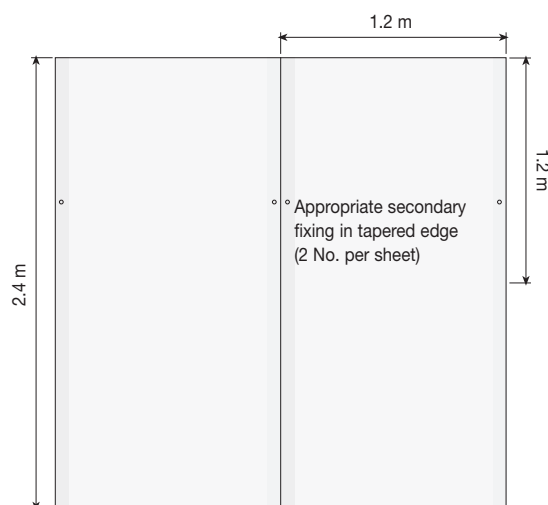 1.2 m
1.2 m
2.4 m
Appropriate secondary
fixing in tapered edge
(2 No. per sheet)